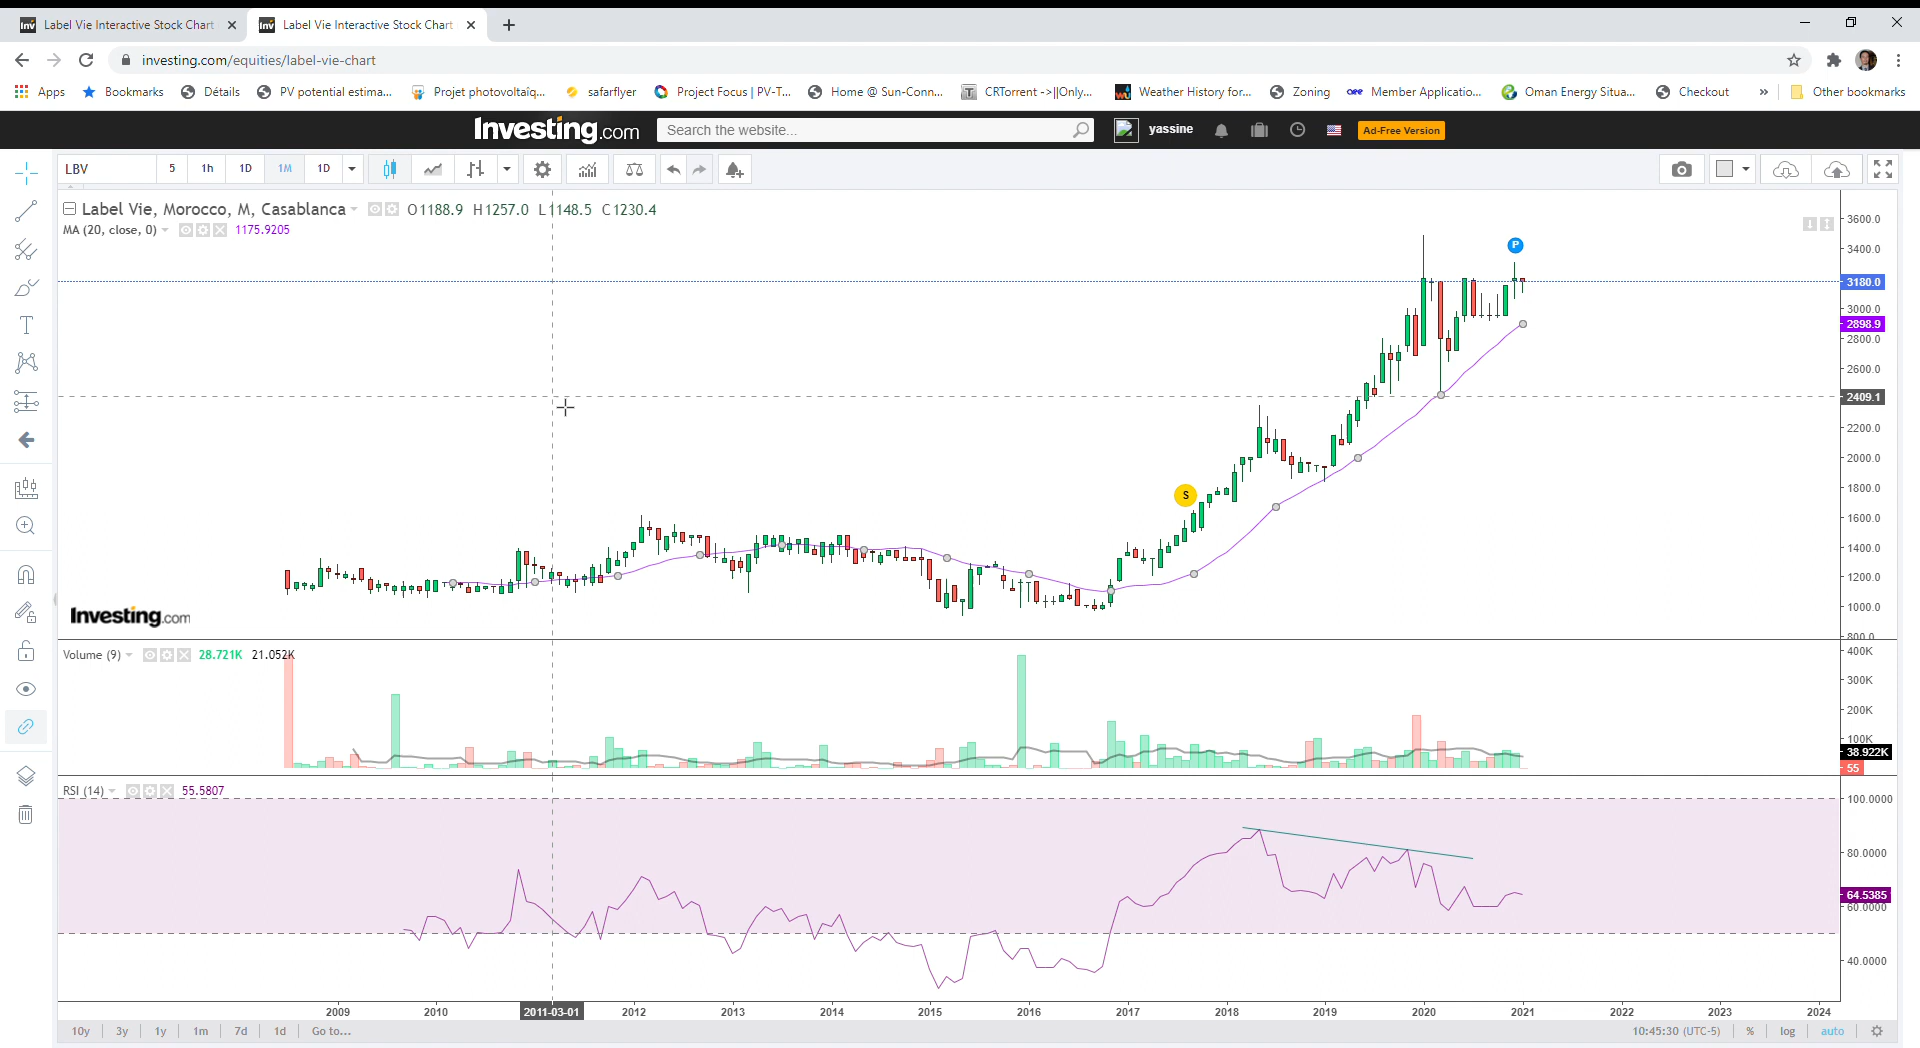 Label Vie Interactive Stock Chart
Label Vie Interactive Stock Chart
investing.com/equities/label-vie-chart
Apps Bookmarks Détails PV potential estima... Projet photovoltaïq... safarflyer Project Focus | PV-T... Home @ Sun-Conn... CRTorrent ->||Only... Weather History for... Zoning Member Applicatio... Oman Energy Situa... Checkout » Other bookmarks
Investing.com Search the website... yassine Ad-Free Version
LBV 5 1h 1D 1M 1D
Label Vie, Morocco, M, Casablanca O1188.9 H1257.0 L1148.5 C1230.4
MA (20, close, 0) 1175.9205
3600.0
3400.0
P
3180.0
3000.0
2898.9
2800.0
2600.0
2409.1
2200.0
2000.0
1800.0
S
1600.0
1400.0
1200.0
1000.0
Investing.com
800.0
Volume (9) 28.721K 21.052K
400K
300K
200K
100K
38.922K
55
RSI (14) 55.5807
100.0000
80.0000
64.5385
60.0000
40.0000
2009 2010 2011-03-01 2012 2013 2014 2015 2016 2017 2018 2019 2020 2021 2022 2023 2024
10y 3y 1y 1m 7d 1d Go to... 10:45:30 (UTC-5) % log auto